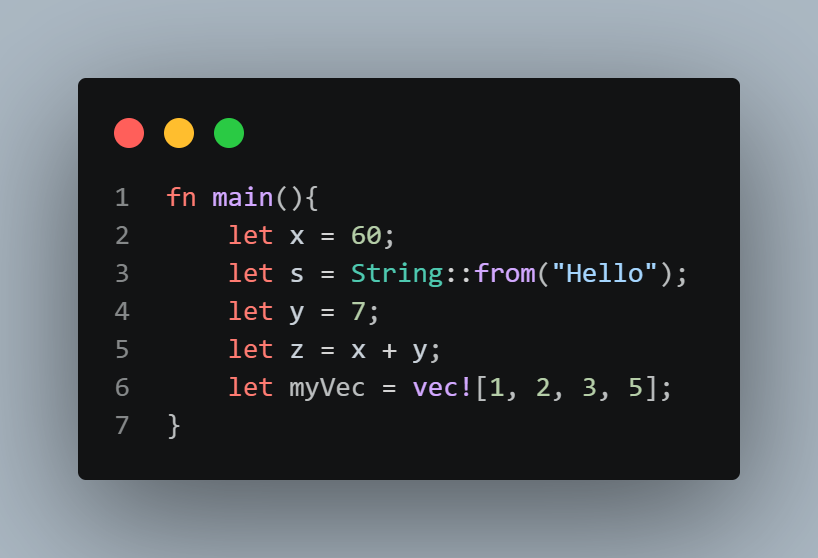 1 fn main(){
2     let x = 60;
3     let s = String::from("Hello");
4     let y = 7;
5     let z = x + y;
6     let myVec = vec![1, 2, 3, 5];
7 }